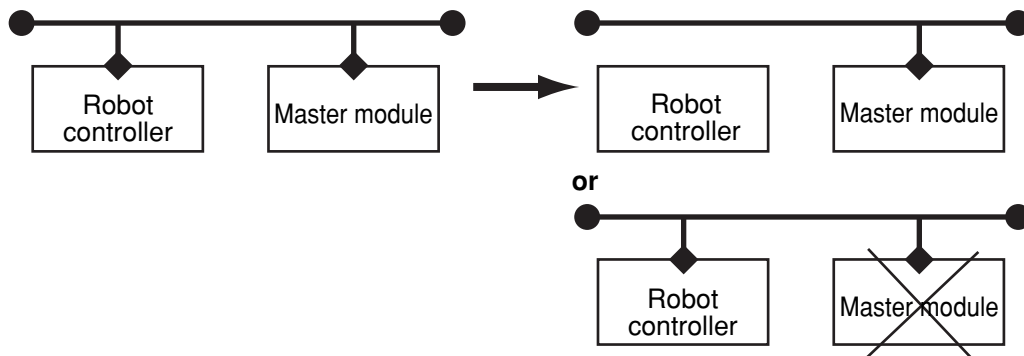 Robot
controller
Master module
Robot
controller
Master module
or
Robot
controller
Master module